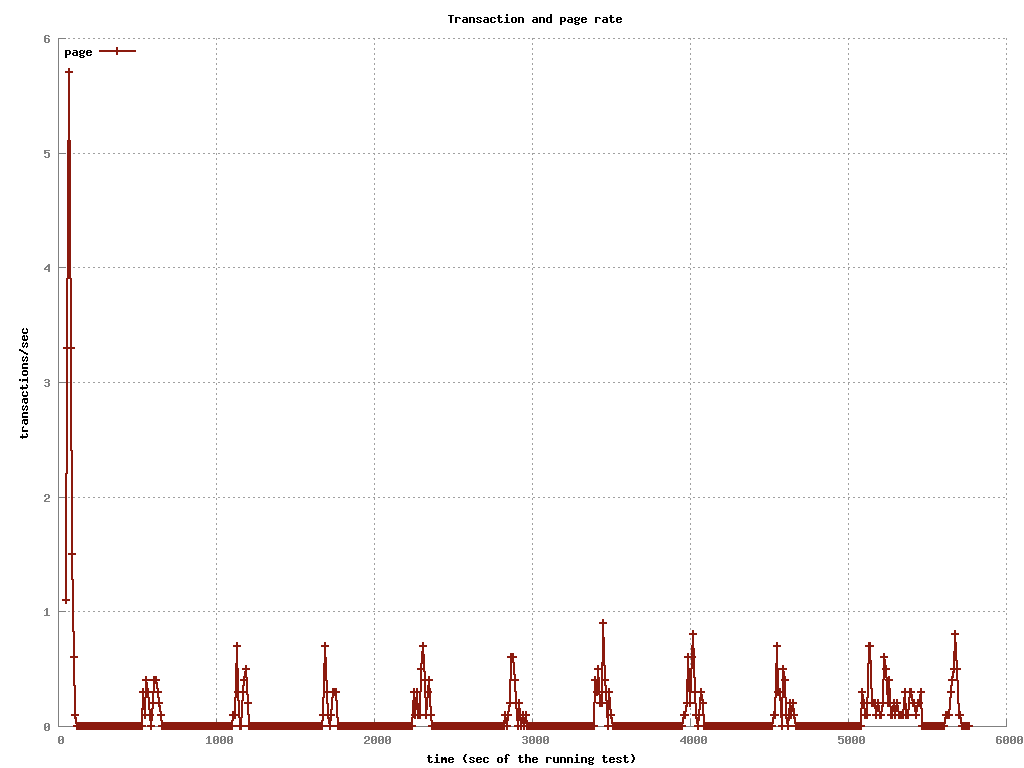 Transaction and page rate
page
6
5
4
3
2
1
0
transactions/sec
0 1000 2000 3000 4000 5000 6000
time (sec of the running test)